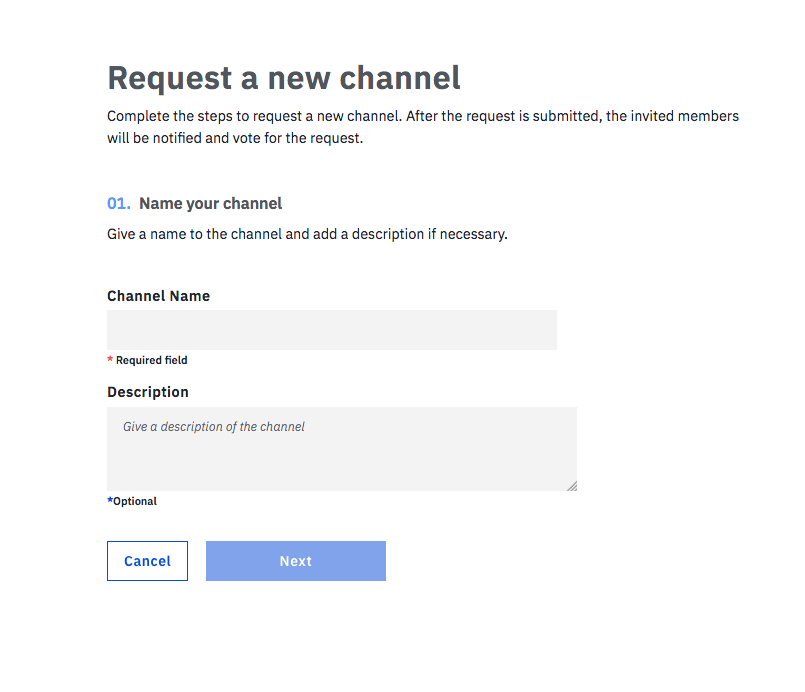 Request a new channel
Complete the steps to request a new channel. After the request is submitted, the invited members
will be notified and vote for the request.
01. Name your channel
Give a name to the channel and add a description if necessary.
Channel Name
* Required field
Description
Give a description of the channel
*Optional
Cancel Next